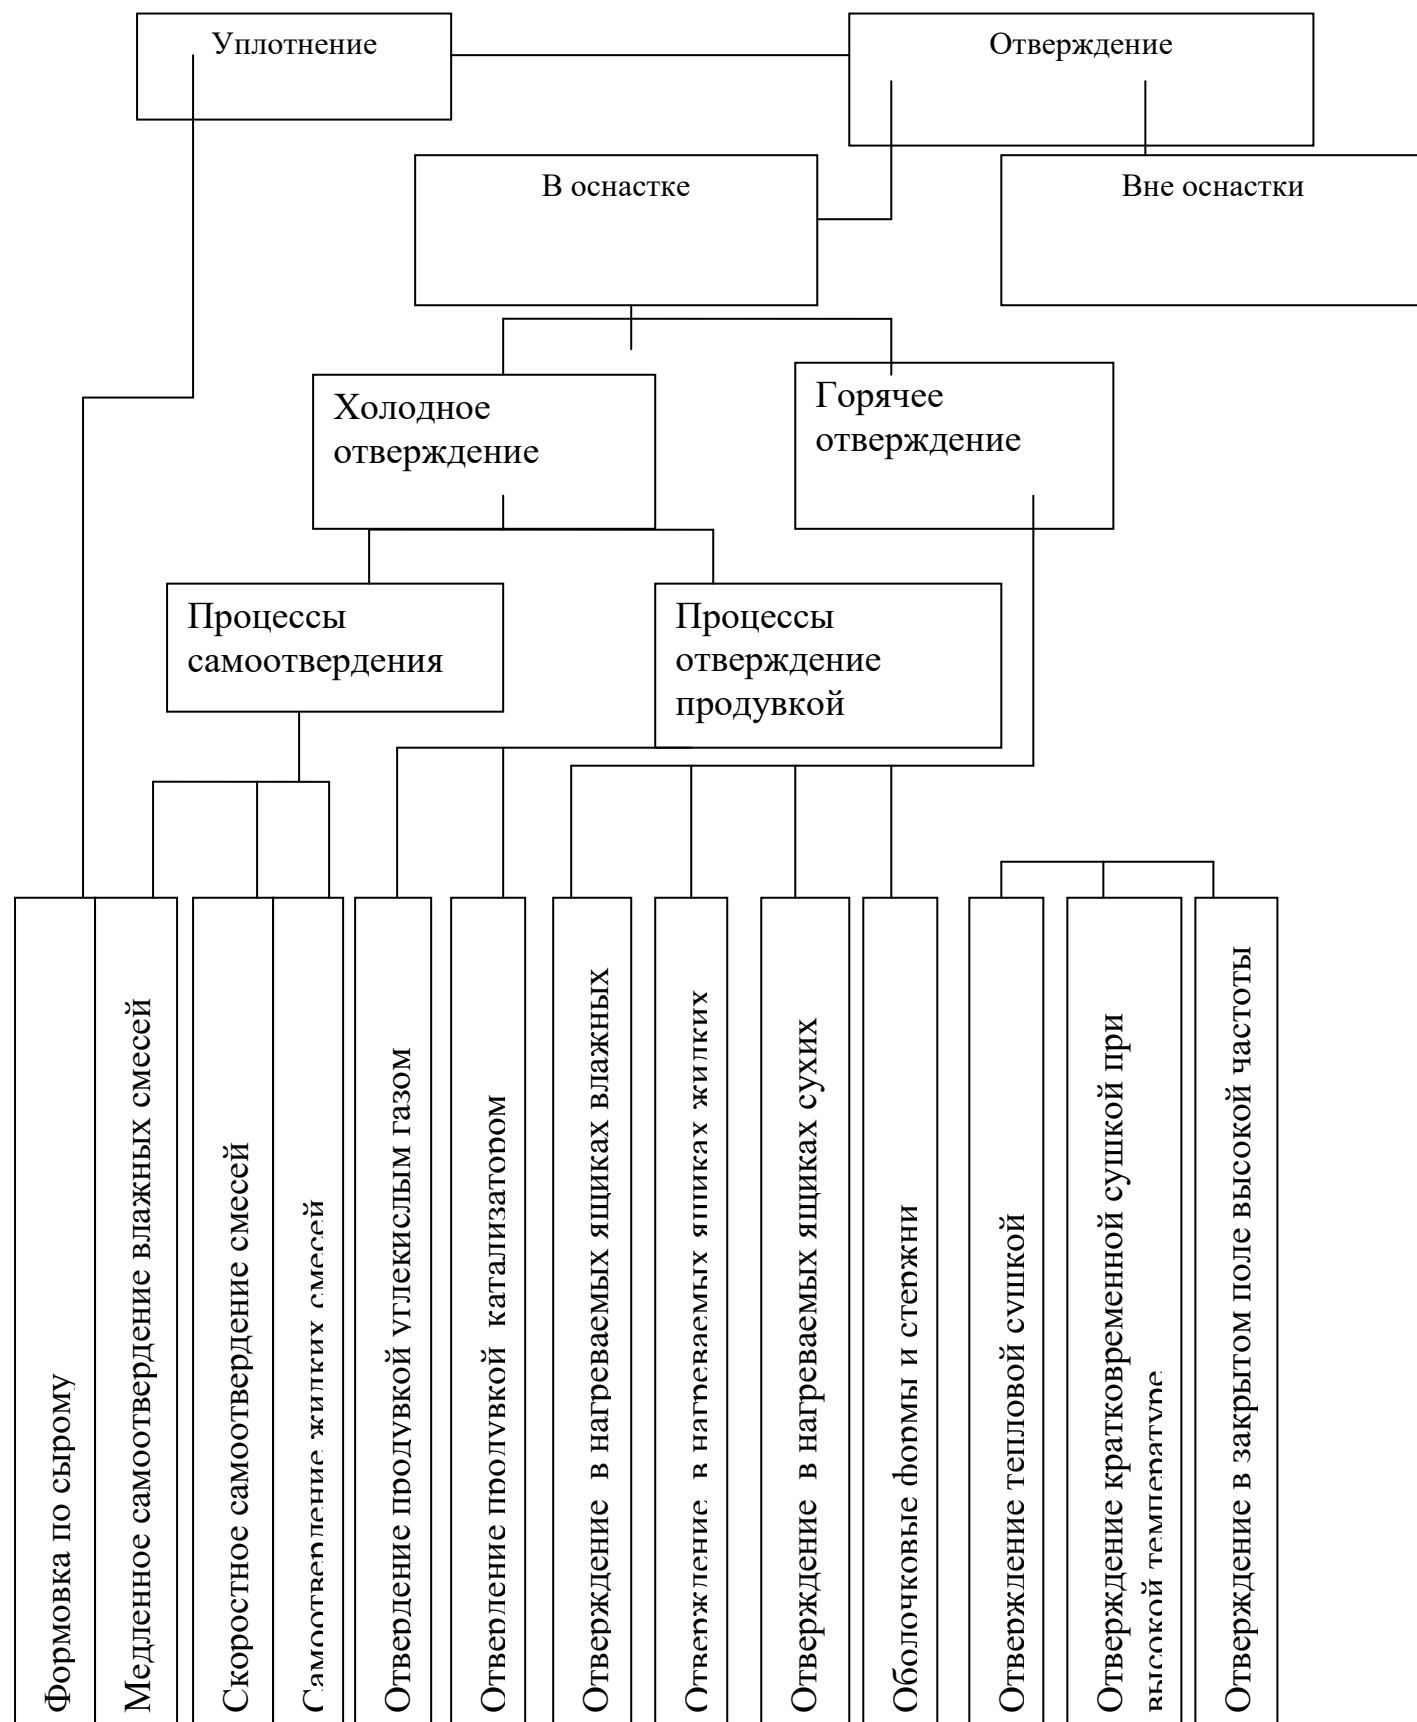 Уплотнение
Отверждение
В оснастке
Вне оснастки
Холодное
отверждение
Горячее
отверждение
Процессы
самоотвердения
Процессы
отверждение
продувкой
Формовка по сырому
Медленное самоотвердение влажных смесей
Скоростное самоотвердение смесей
Самоотвердение жидких смесей
Отвердение продувкой углекислым газом
Отвердение продувкой катализатором
Отверждение в нагреваемых ящиках влажных
Отверждение в нагреваемых ящиках жидких
Отверждение в нагреваемых ящиках сухих
Оболочковые формы и стержни
Отверждение тепловой сушкой
Отверждение кратковременной сушкой при
высокой температуре
Отверждение в закрытом поле высокой частоты